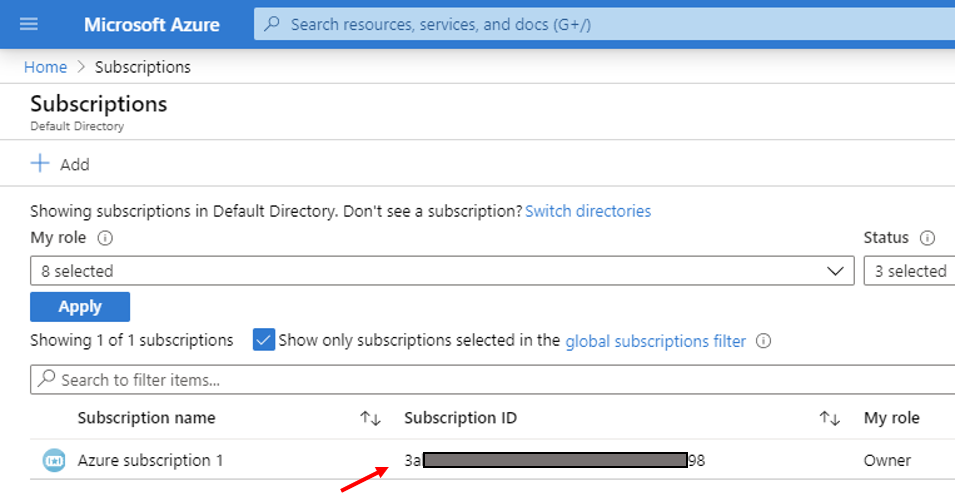 Microsoft Azure
Search resources, services, and docs (G+/)
Home > Subscriptions
Subscriptions
Default Directory
+ Add
Showing subscriptions in Default Directory. Don't see a subscription? Switch directories
My role
Status
8 selected
3 selected
Apply
Showing 1 of 1 subscriptions
Show only subscriptions selected in the global subscriptions filter
Search to filter items...
Subscription name
Subscription ID
My role
Azure subscription 1
3a
98
Owner